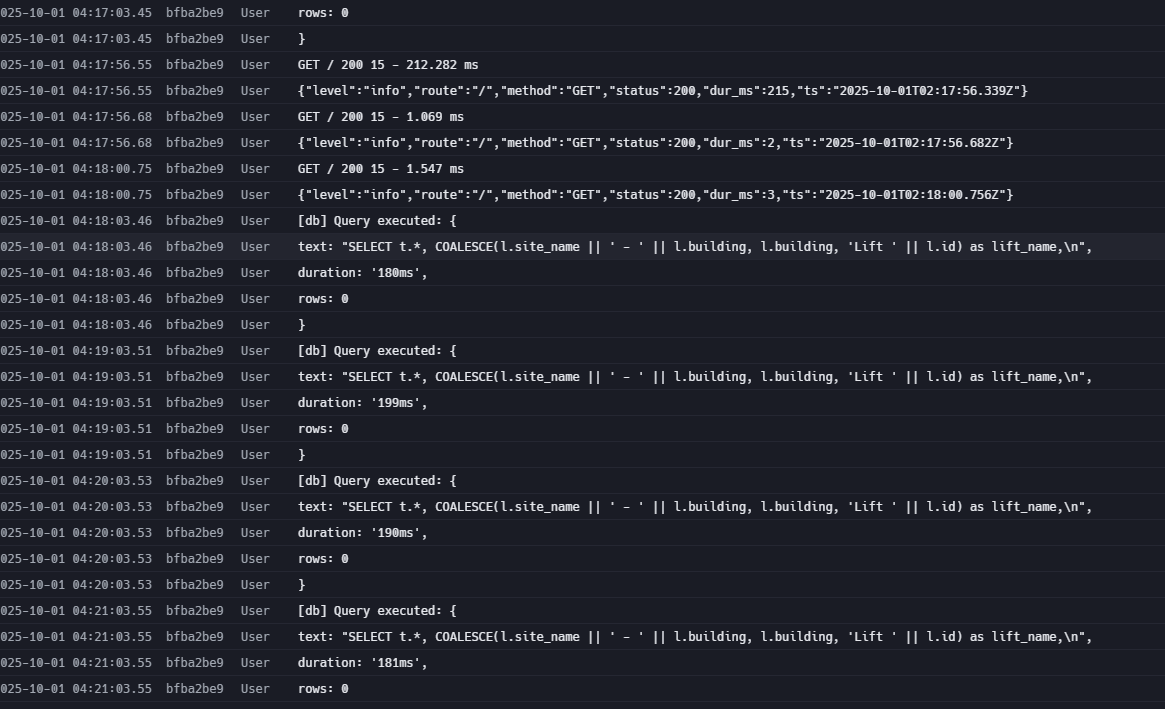 025-10-01 04:17:03.45 bfba2be9 User rows: 0
025-10-01 04:17:03.45 bfba2be9 User }
025-10-01 04:17:56.55 bfba2be9 User GET / 200 15 - 212.282 ms
025-10-01 04:17:56.55 bfba2be9 User {"level":"info","route":"/","method":"GET","status":200,"dur_ms":215,"ts":"2025-10-01T02:17:56.339Z"}
025-10-01 04:17:56.68 bfba2be9 User GET / 200 15 - 1.069 ms
025-10-01 04:17:56.68 bfba2be9 User {"level":"info","route":"/","method":"GET","status":200,"dur_ms":2,"ts":"2025-10-01T02:17:56.682Z"}
025-10-01 04:18:00.75 bfba2be9 User GET / 200 15 - 1.547 ms
025-10-01 04:18:00.75 bfba2be9 User {"level":"info","route":"/","method":"GET","status":200,"dur_ms":3,"ts":"2025-10-01T02:18:00.756Z"}
025-10-01 04:18:03.46 bfba2be9 User [db] Query executed: {
025-10-01 04:18:03.46 bfba2be9 User text: "SELECT t.*, COALESCE(l.site_name || ' - ' || l.building, l.building, 'Lift ' || l.id) as lift_name,\n",
025-10-01 04:18:03.46 bfba2be9 User duration: '180ms',
025-10-01 04:18:03.46 bfba2be9 User rows: 0
025-10-01 04:18:03.46 bfba2be9 User }
025-10-01 04:19:03.51 bfba2be9 User [db] Query executed: {
025-10-01 04:19:03.51 bfba2be9 User text: "SELECT t.*, COALESCE(l.site_name || ' - ' || l.building, l.building, 'Lift ' || l.id) as lift_name,\n",
025-10-01 04:19:03.51 bfba2be9 User duration: '199ms',
025-10-01 04:19:03.51 bfba2be9 User rows: 0
025-10-01 04:19:03.51 bfba2be9 User }
025-10-01 04:20:03.53 bfba2be9 User [db] Query executed: {
025-10-01 04:20:03.53 bfba2be9 User text: "SELECT t.*, COALESCE(l.site_name || ' - ' || l.building, l.building, 'Lift ' || l.id) as lift_name,\n",
025-10-01 04:20:03.53 bfba2be9 User duration: '190ms',
025-10-01 04:20:03.53 bfba2be9 User rows: 0
025-10-01 04:20:03.53 bfba2be9 User }
025-10-01 04:21:03.55 bfba2be9 User [db] Query executed: {
025-10-01 04:21:03.55 bfba2be9 User text: "SELECT t.*, COALESCE(l.site_name || ' - ' || l.building, l.building, 'Lift ' || l.id) as lift_name,\n",
025-10-01 04:21:03.55 bfba2be9 User duration: '181ms',
025-10-01 04:21:03.55 bfba2be9 User rows: 0